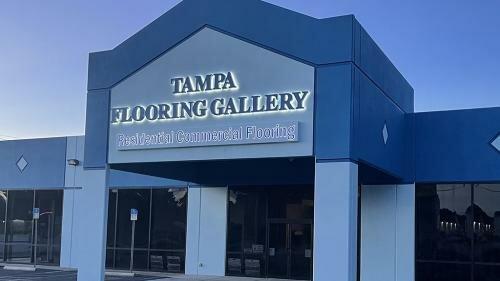 TAMPA
FLOORING GALLERY
Residential Commercial Flooring